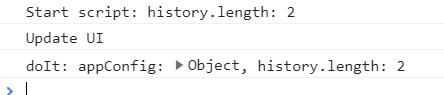 Start script: history.length: 2
Update UI
doIt: appConfig: ▶Object, history.length: 2
>